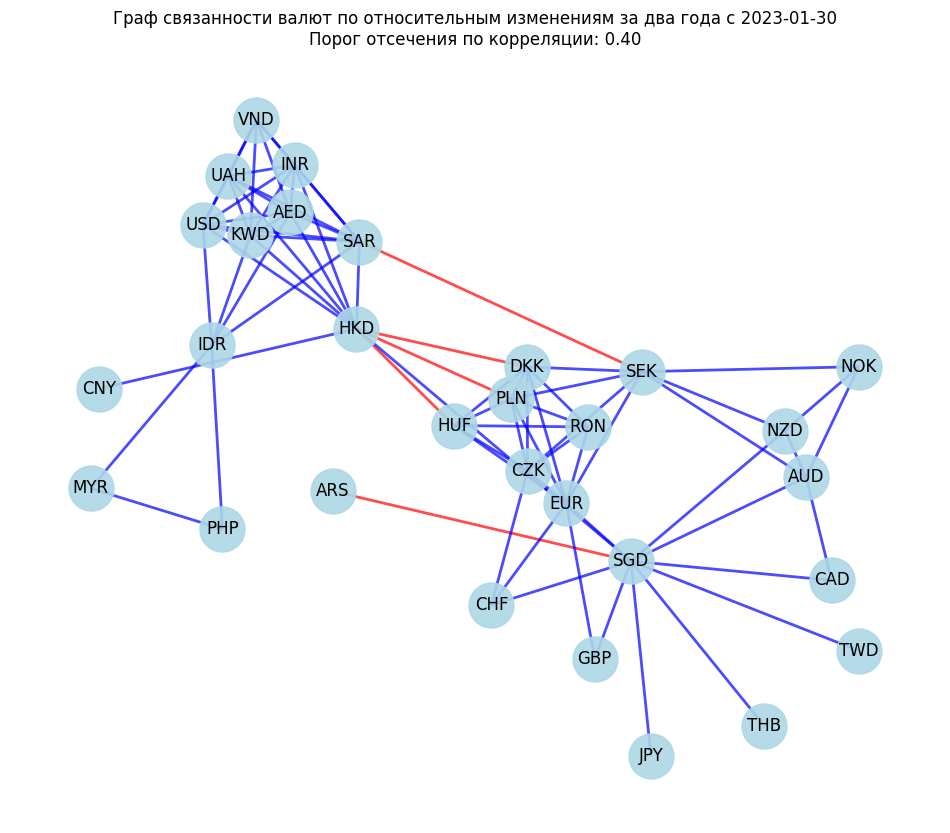 Граф связанности валют по относительным изменениям за два года с 2023-01-30
Порог отсечения по корреляции: 0.40
VND
INR
UAH
AED
USD
KWD
SAR
HKD
IDR
CNY
DKK
SEK
NOK
PLN
HUF
RON
NZD
CZK
AUD
MYR
ARS
EUR
PHP
SGD
CAD
CHF
GBP
TWD
THB
JPY